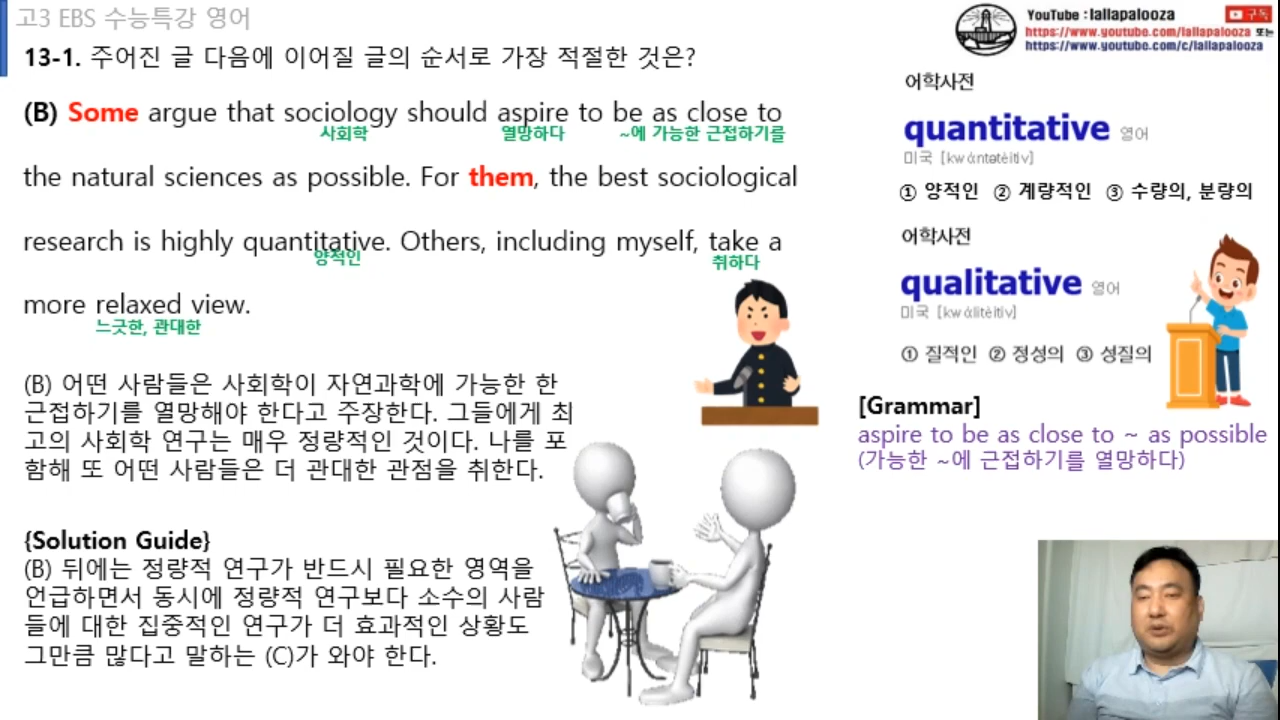 고3 EBS 수능특강 영어
13-1. 주어진 글 다음에 이어질 글의 순서로 가장 적절한 것은?
(B) Some argue that sociology should aspire to be as close to
사회학 열망하다 ~에 가능한 근접하기를
the natural sciences as possible. For them, the best sociological
research is highly quantitative. Others, including myself, take a
양적인 취하다
more relaxed view.
느긋한, 관대한
(B) 어떤 사람들은 사회학이 자연과학에 가능한 한
근접하기를 열망해야 한다고 주장한다. 그들에게 최
고의 사회학 연구는 매우 정량적인 것이다. 나를 포
함해 또 어떤 사람들은 더 관대한 관점을 취한다.
{Solution Guide}
(B) 뒤에는 정량적 연구가 반드시 필요한 영역을
언급하면서 동시에 정량적 연구보다 소수의 사람
들에 대한 집중적인 연구가 더 효과적인 상황도
그만큼 많다고 말하는 (C)가 와야 한다.
YouTube : lallapalooza 구독
https://www.youtube.com/lallapalooza 또는
https://www.youtube.com/c/lallapalooza
어학사전
quantitative 영어
미국 [kwɑ́ntətèitiv]
① 양적인 ② 계량적인 ③ 수량의, 분량의
어학사전
qualitative 영어
미국 [kwɑ́litèitiv]
① 질적인 ② 정성의 ③ 성질의
[Grammar]
aspire to be as close to ~ as possible
(가능한 ~에 근접하기를 열망하다)